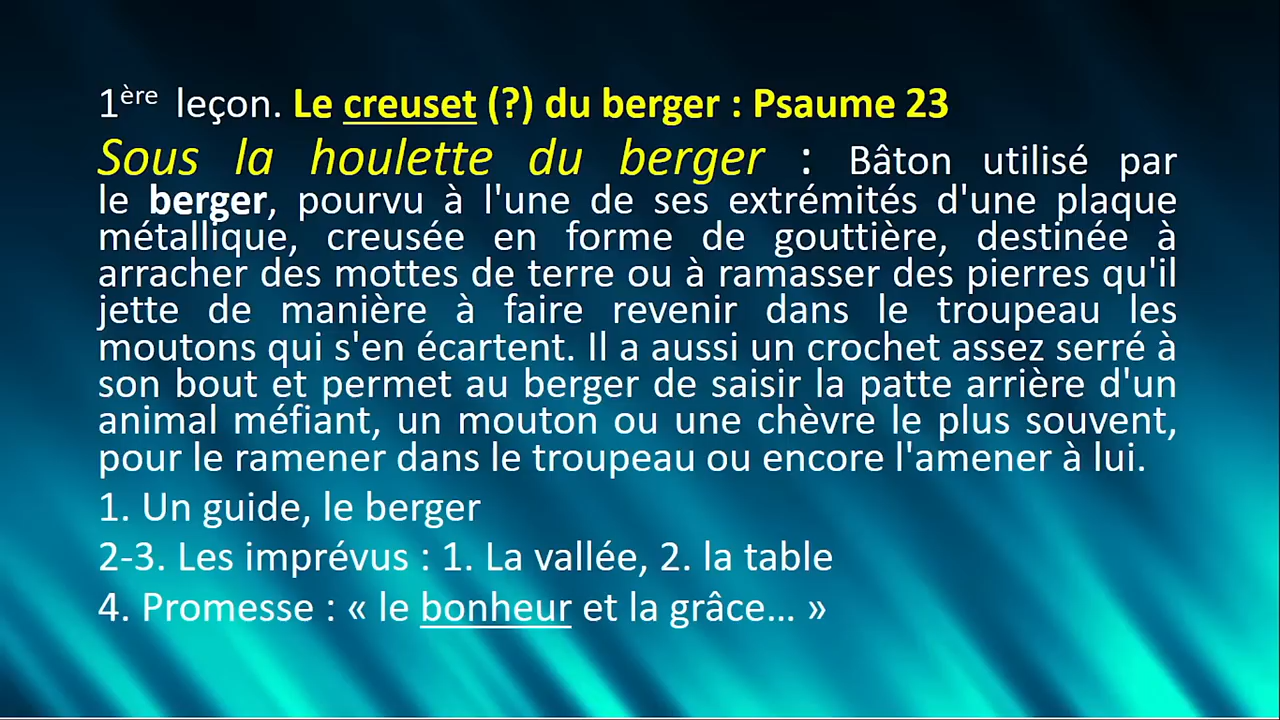 1ère leçon. Le creuset (?) du berger : Psaume 23
Sous la houlette du berger : Bâton utilisé par
le berger, pourvu à l'une de ses extrémités d'une plaque
métallique, creusée en forme de gouttière, destinée à
arracher des mottes de terre ou à ramasser des pierres qu'il
jette de manière à faire revenir dans le troupeau les
moutons qui s'en écartent. Il a aussi un crochet assez serré à
son bout et permet au berger de saisir la patte arrière d'un
animal méfiant, un mouton ou une chèvre le plus souvent,
pour le ramener dans le troupeau ou encore l'amener à lui.
1. Un guide, le berger
2-3. Les imprévus : 1. La vallée, 2. la table
4. Promesse : « le bonheur et la grâce... »